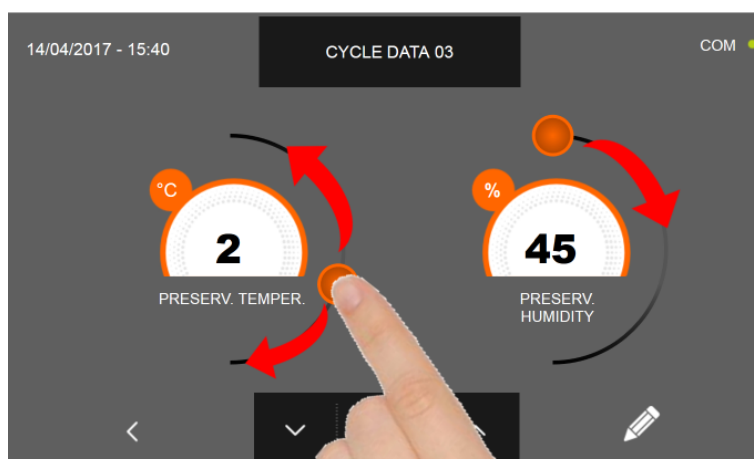 14/04/2017 - 15:40
CYCLE DATA 03
COM
°C
%
2
45
PRESERV. TEMPER.
PRESERV.
HUMIDITY